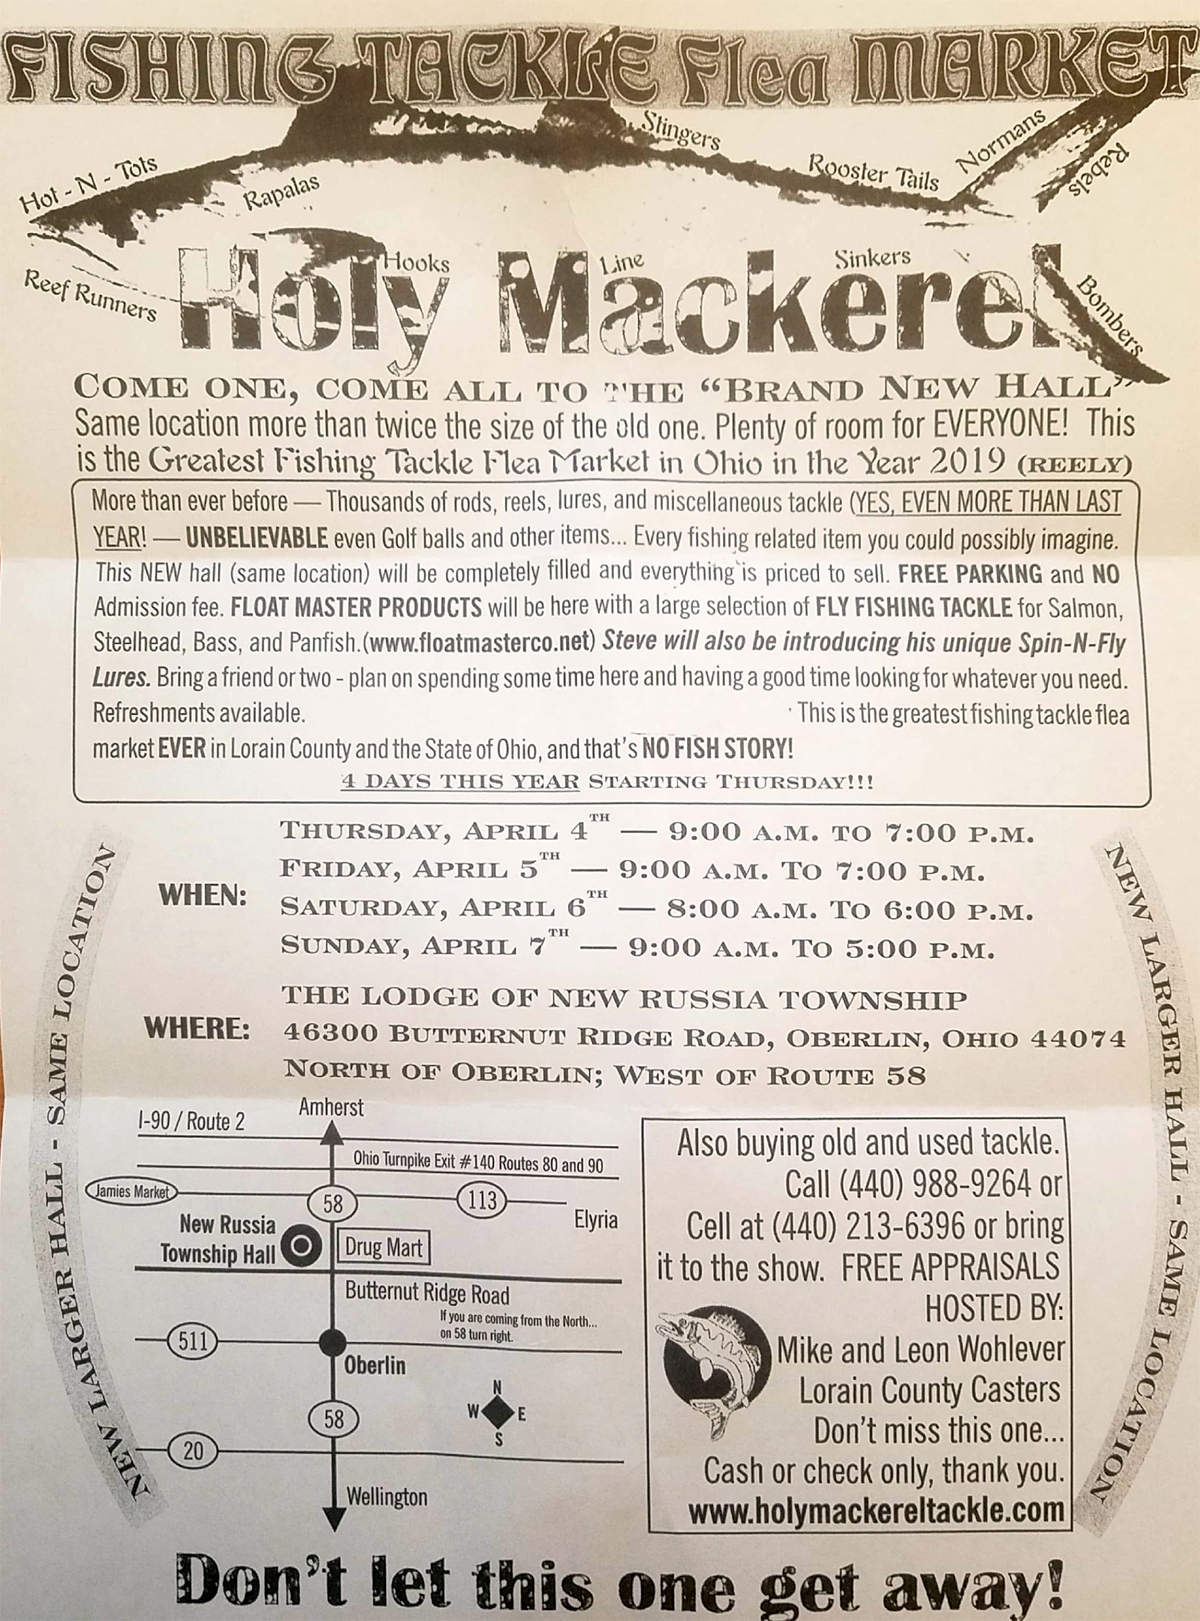 FISHING TACKLE Flea MARKET
Hot - N - Tots
Rapalas
Stingers
Rooster Tails
Normans
Rebels
Reef Runners
Hooks
Line
Sinkers
Bombers
Holy Mackerel
COME ONE, COME ALL TO THE “BRAND NEW HALL”
Same location more than twice the size of the old one. Plenty of room for EVERYONE! This
is the Greatest Fishing Tackle Flea Market in Ohio in the Year 2019 (REELY)
More than ever before — Thousands of rods, reels, lures, and miscellaneous tackle (YES, EVEN MORE THAN LAST
YEAR! — UNBELIEVABLE even Golf balls and other items... Every fishing related item you could possibly imagine.
This NEW hall (same location) will be completely filled and everything is priced to sell. FREE PARKING and NO
Admission fee. FLOAT MASTER PRODUCTS will be here with a large selection of FLY FISHING TACKLE for Salmon,
Steelhead, Bass, and Panfish.(www.floatmasterco.net) Steve will also be introducing his unique Spin-N-Fly
Lures. Bring a friend or two - plan on spending some time here and having a good time looking for whatever you need.
Refreshments available. This is the greatest fishing tackle flea
market EVER in Lorain County and the State of Ohio, and that's NO FISH STORY!
4 DAYS THIS YEAR STARTING THURSDAY!!!
WHEN:
THURSDAY, APRIL 4TH — 9:00 A.M. TO 7:00 P.M.
FRIDAY, APRIL 5TH — 9:00 A.M. TO 7:00 P.M.
SATURDAY, APRIL 6TH — 8:00 A.M. TO 6:00 P.M.
SUNDAY, APRIL 7TH — 9:00 A.M. TO 5:00 P.M.
WHERE:
THE LODGE OF NEW RUSSIA TOWNSHIP
46300 BUTTERNUT RIDGE ROAD, OBERLIN, OHIO 44074
NORTH OF OBERLIN; WEST OF ROUTE 58
NEW LARGER HALL - SAME LOCATION
NEW LARGER HALL - SAME LOCATION
Amherst
I-90 / Route 2
Ohio Turnpike Exit #140 Routes 80 and 90
Jamies Market
58
113
Elyria
New Russia
Township Hall
Drug Mart
Butternut Ridge Road
If you are coming from the North...
on 58 turn right.
511
Oberlin
N
W E
S
58
20
Wellington
Also buying old and used tackle.
Call (440) 988-9264 or
Cell at (440) 213-6396 or bring
it to the show. FREE APPRAISALS
HOSTED BY:
Mike and Leon Wohlever
Lorain County Casters
Don't miss this one...
Cash or check only, thank you.
www.holymackereltackle.com
Don't let this one get away!